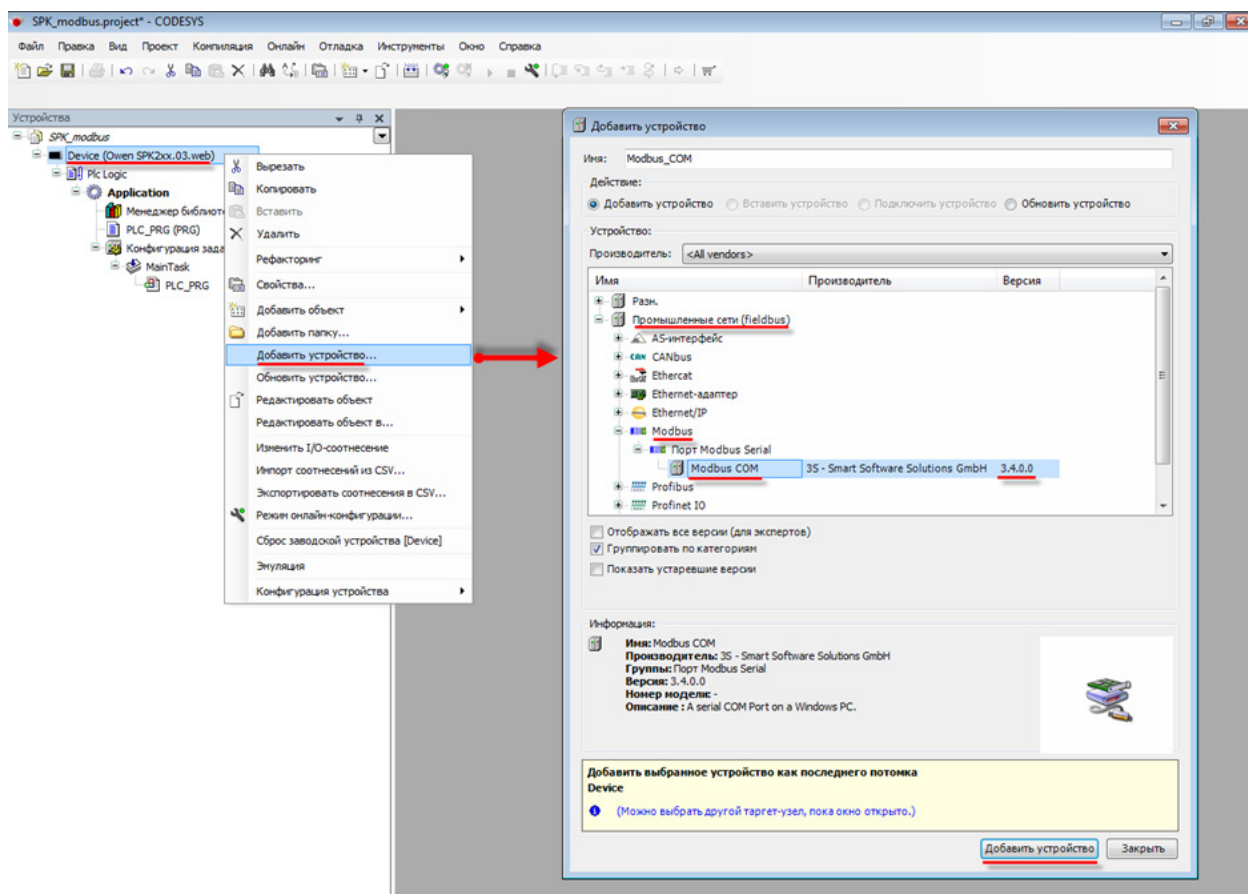 SPK_modbus.project* - CODESYS
Файл Правка Вид Проект Компиляция Онлайн Отладка Инструменты Окно Справка
Устройства
SPK_modbus
Device (Owen SPK2xx.03.web)
Plc Logic
Application
Менеджер библиот
PLC_PRG (PRG)
Конфигурация зада
MainTask
PLC_PRG
Вырезать
Копировать
Вставить
Удалить
Рефакторинг
Свойства...
Добавить объект
Добавить папку...
Добавить устройство...
Обновить устройство...
Редактировать объект
Редактировать объект в...
Изменить I/O-соотнесение
Импорт соотнесений из CSV...
Экспортировать соотнесения в CSV...
Режим онлайн-конфигурации...
Сброс заводской устройства [Device]
Эмуляция
Конфигурация устройства
Добавить устройство
Имя: Modbus_COM
Действие:
Добавить устройство Вставить устройство Подключить устройство Обновить устройство
Устройство:
Производитель: <All vendors>
Имя Производитель Версия
Разн.
Промышленные сети (fieldbus)
AS-интерфейс
CAN CANbus
Ethercat
Ethernet-адаптер
Ethernet/IP
Modbus
Порт Modbus Serial
Modbus COM 3S - Smart Software Solutions GmbH 3.4.0.0
Profibus
Profinet IO
Отображать все версии (для экспертов)
Группировать по категориям
Показать устаревшие версии
Информация:
Имя: Modbus COM
Производитель: 3S - Smart Software Solutions GmbH
Группы: Порт Modbus Serial
Версия: 3.4.0.0
Номер модели: -
Описание : A serial COM Port on a Windows PC.
Добавить выбранное устройство как последнего потомка
Device
(Можно выбрать другой таргет-узел, пока окно открыто.)
Добавить устройство Закрыть